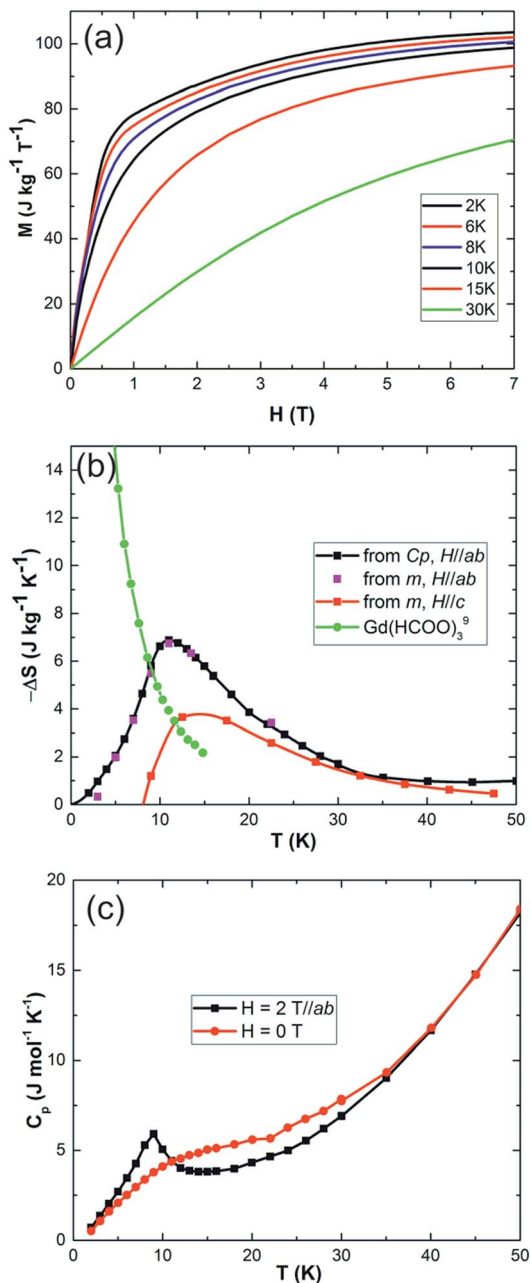 (a)
M (J kg⁻¹ T⁻¹)
100
80
60
40
20
0
2K
6K
8K
10K
15K
30K
0 1 2 3 4 5 6 7
H (T)
(b)
−ΔS (J kg⁻¹ K⁻¹)
14
12
10
8
6
4
2
0
from Cp, H//ab
from m, H//ab
from m, H//c
Gd(HCOO)₃⁹
0 10 20 30 40 50
T (K)
(c)
Cₚ (J mol⁻¹ K⁻¹)
20
15
10
5
0
H = 2 T//ab
H = 0 T
0 10 20 30 40 50
T (K)